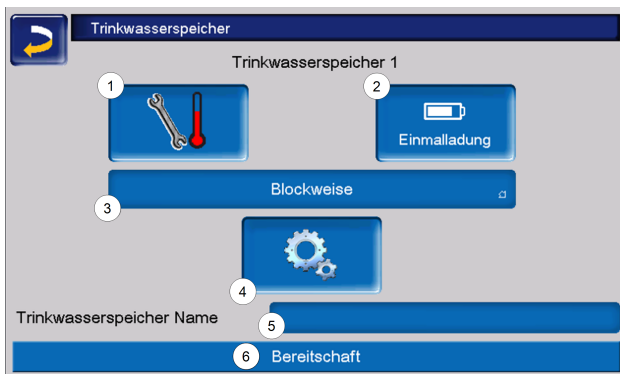 Trinkwasserspeicher
Trinkwasserspeicher 1
1
2
Einmalladung
Blockweise
3
4
Trinkwasserspeicher Name
5
6 Bereitschaft